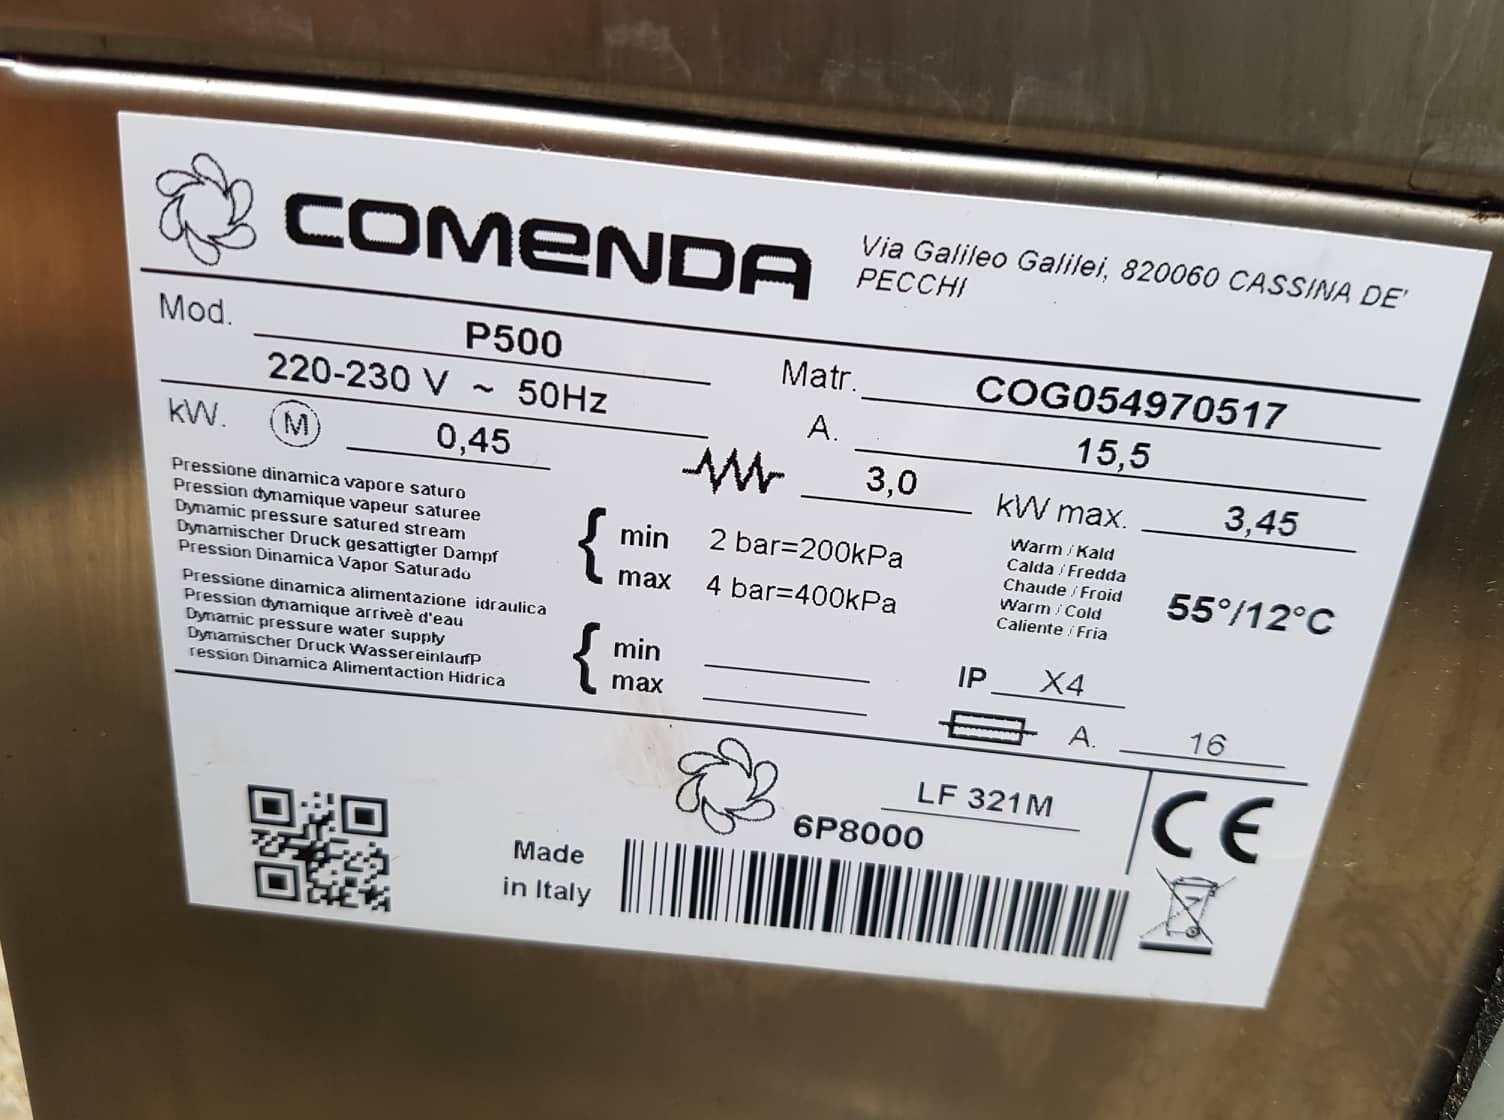 COMENDA
Via Galileo Galilei, 820060 CASSINA DE'
PECCHI
Mod. P500
Matr. COG054970517
220-230 V ~ 50Hz
A. 15,5
kW. M 0,45
3,0
kW max. 3,45
Pressione dinamica vapore saturo
Pression dynamique vapeur saturee
Dynamic pressure satured stream
Dynamischer Druck gesattigter Dampf
Pression Dinamica Vapor Saturado
min 2 bar=200kPa
max 4 bar=400kPa
Warm / Kald
Calda / Fredda
Chaude / Froid
Warm / Cold
Caliente / Fria
55°/12°C
Pressione dinamica alimentazione idraulica
Pression dynamique arriveè d'eau
Dynamic pressure water supply
Dynamischer Druck WassereinlaufP
ression Dinamica Alimentaction Hidrica
min
max
IP X4
A. 16
LF 321M
6P8000
CE
Made
in Italy